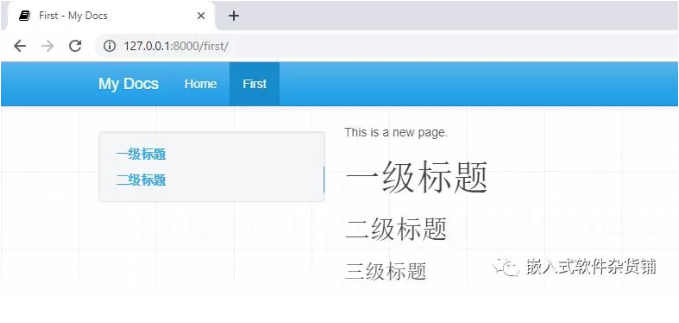 First - My Docs
127.0.0.1:8000/first/
My Docs Home First
一级标题
二级标题
This is a new page.
一级标题
二级标题
三级标题
嵌入式软件杂货铺